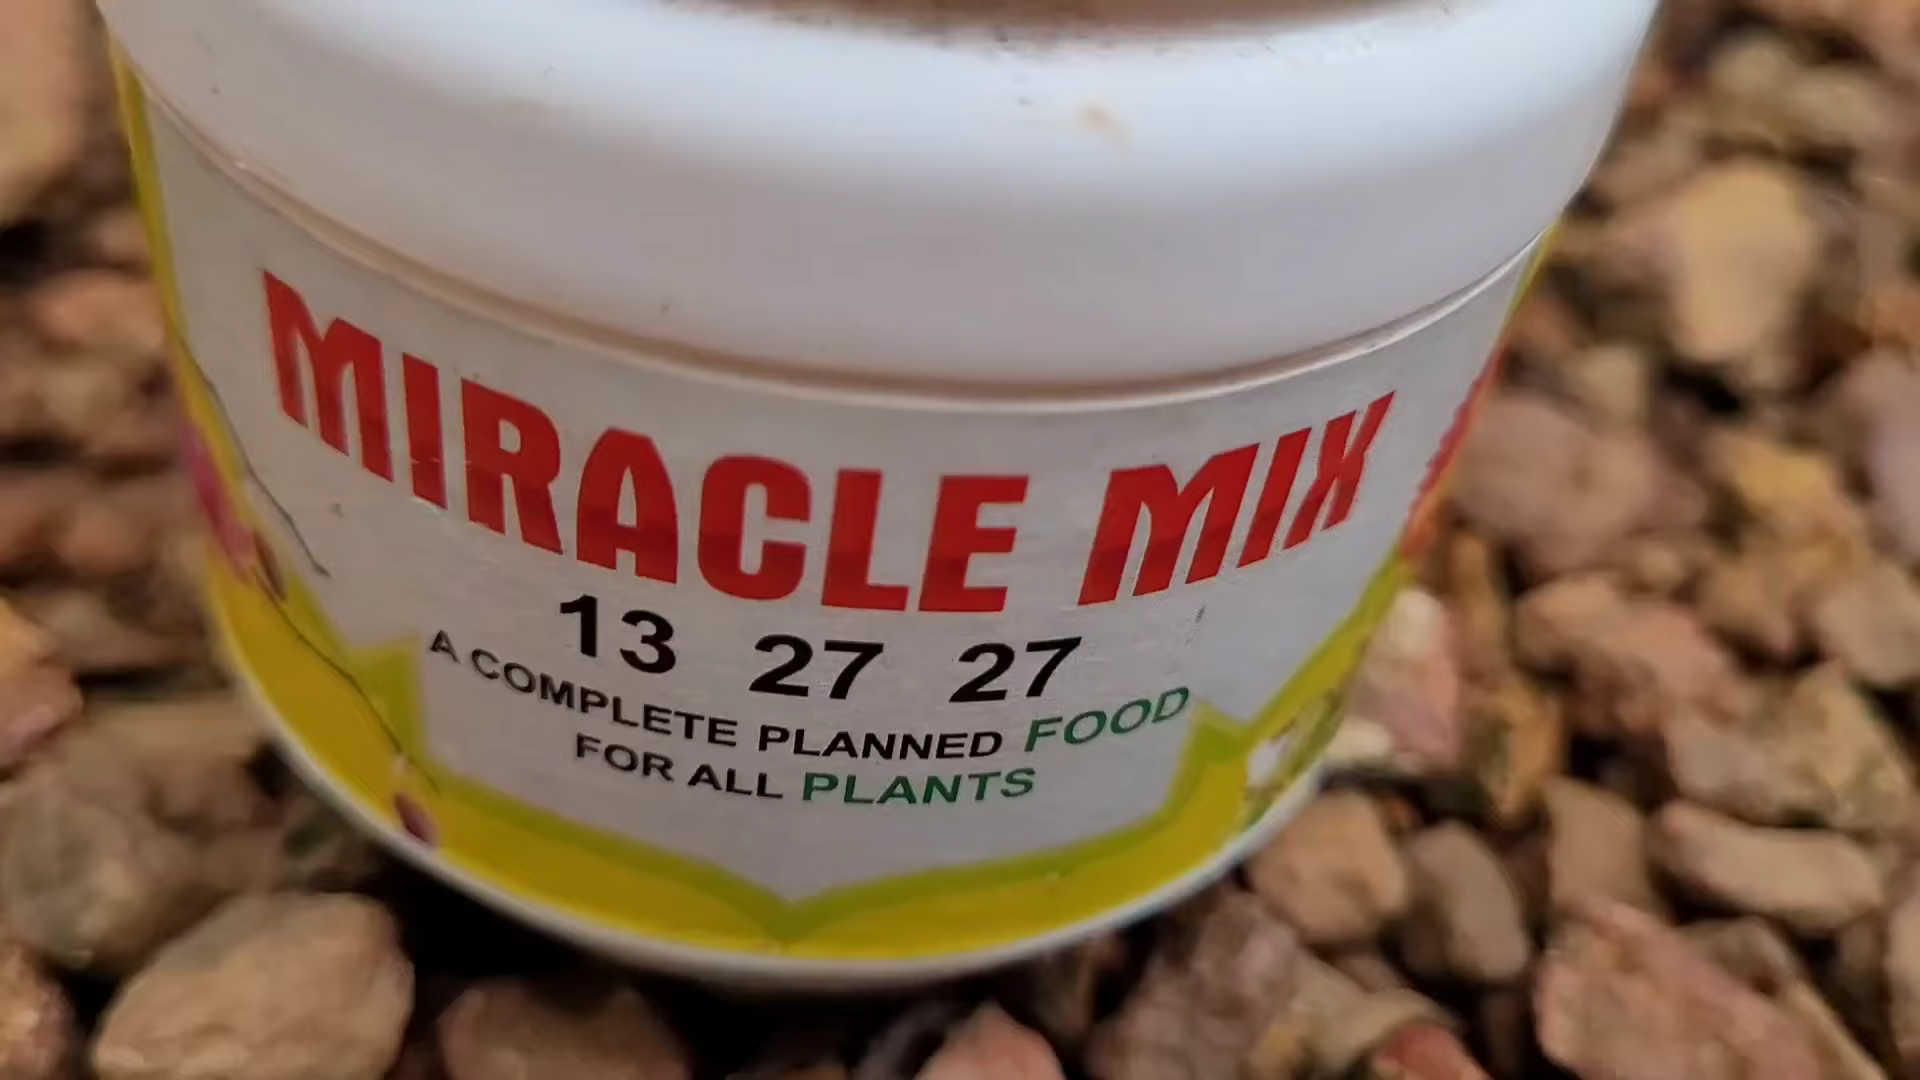 MIRACLE MIX
13 27 27
A COMPLETE PLANNED FOOD
FOR ALL PLANTS